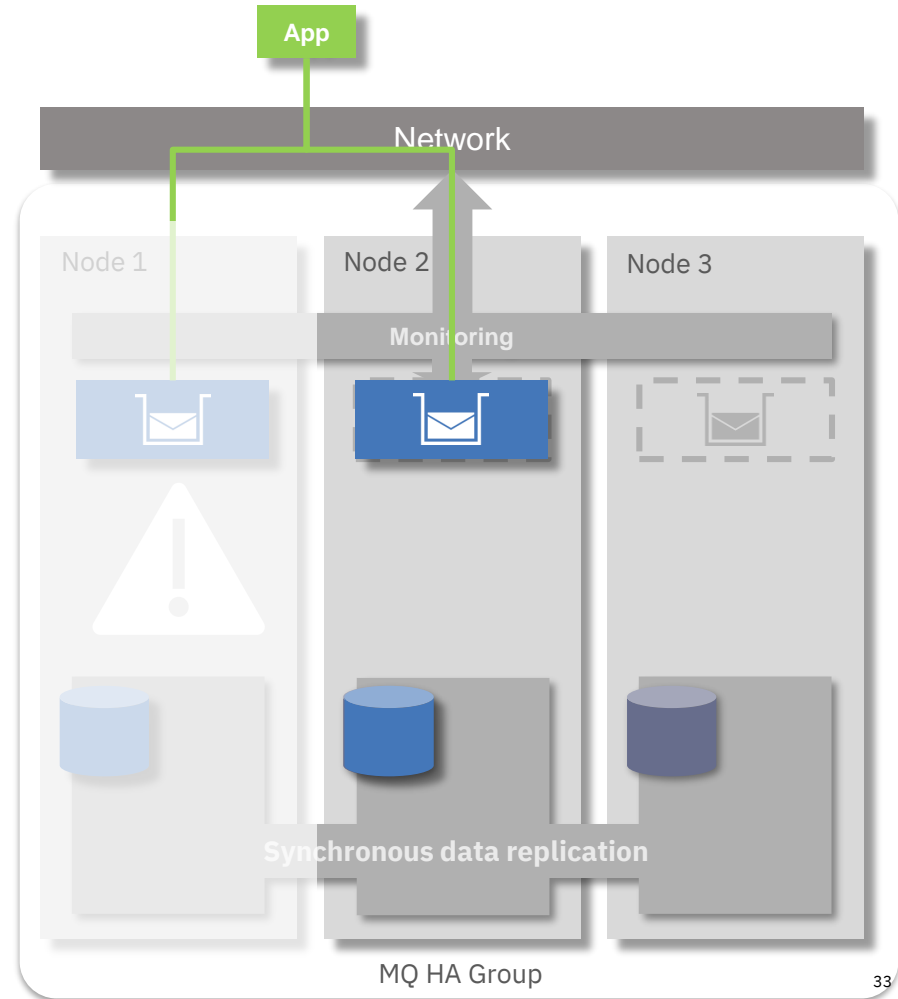 App
Network
Node 1
Node 2
Node 3
Monitoring
Synchronous data replication
MQ HA Group
33